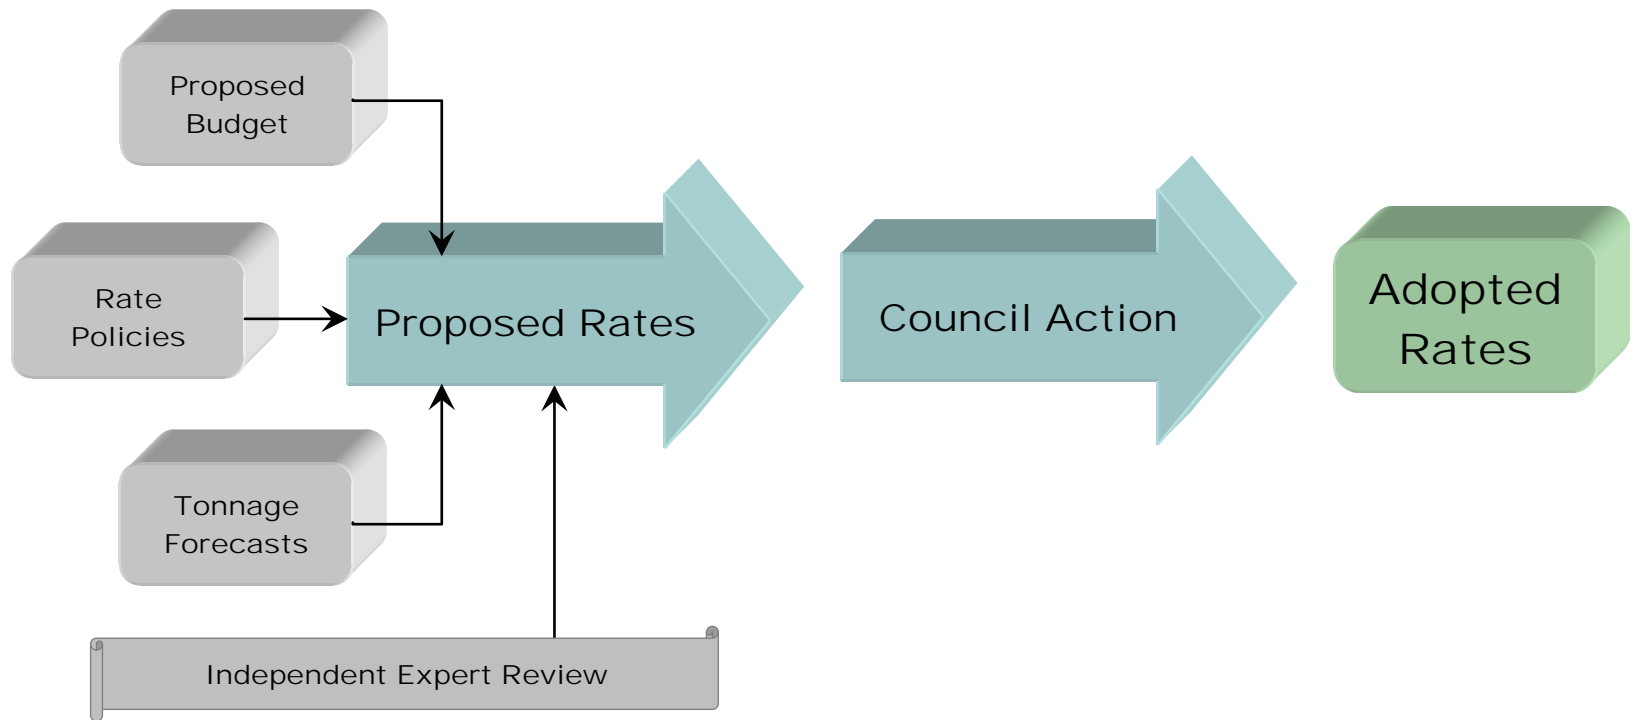 Proposed
Budget
Rate
Policies
Proposed Rates
Council Action
Adopted
Rates
Tonnage
Forecasts
Independent Expert Review